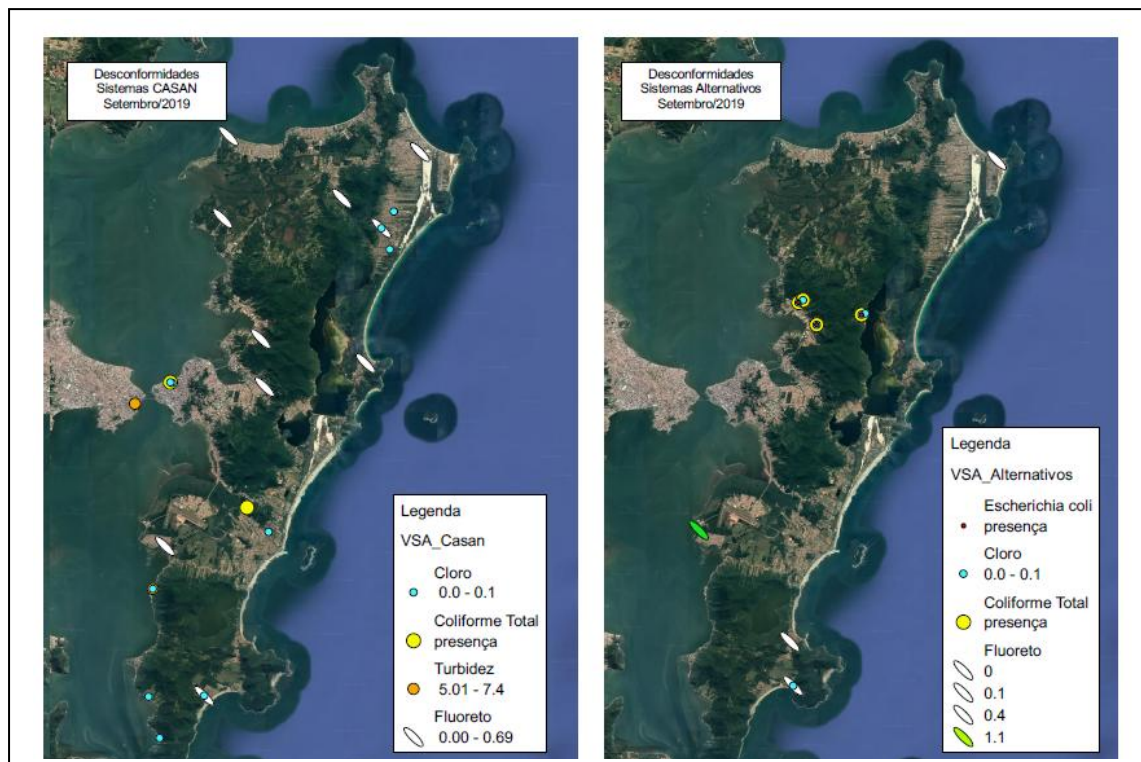 Desconformidades
Sistemas CASAN
Setembro/2019
Legenda
VSA_Casan
Cloro
0.0 - 0.1
Coliforme Total
presença
Turbidez
5.01 - 7.4
Fluoreto
0.00 - 0.69
Desconformidades
Sistemas Alternativos
Setembro/2019
Legenda
VSA_Alternativos
Escherichia coli
presença
Cloro
0.0 - 0.1
Coliforme Total
presença
Fluoreto
0
0.1
0.4
1.1